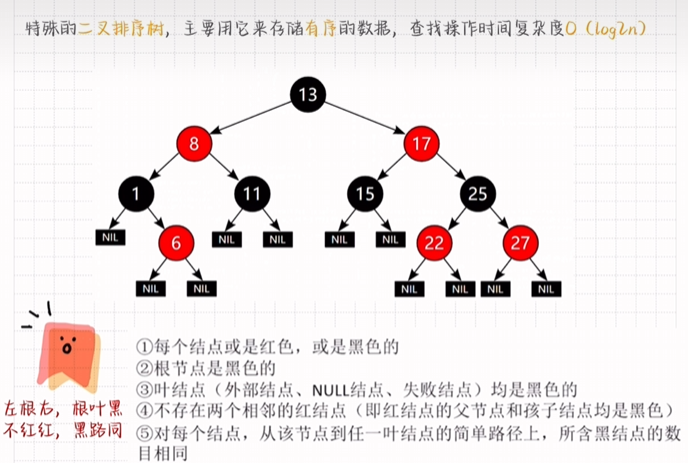 特殊的二叉排序树，主要用它来存储有序的数据，查找操作时间复杂度O（log2n）
13
8
17
1
11
15
25
NIL
6
NIL
NIL
NIL
NIL
22
27
NIL
NIL
NIL
NIL
NIL
NIL
①每个结点或是红色，或是黑色的
②根节点是黑色的
③叶结点（外部结点、NULL结点、失败结点）均是黑色的
④不存在两个相邻的红结点（即红结点的父节点和孩子结点均是黑色）
⑤对每个结点，从该节点到任一叶结点的简单路径上，所含黑结点的数
目相同
左根右，根叶黑
不红红，黑路同